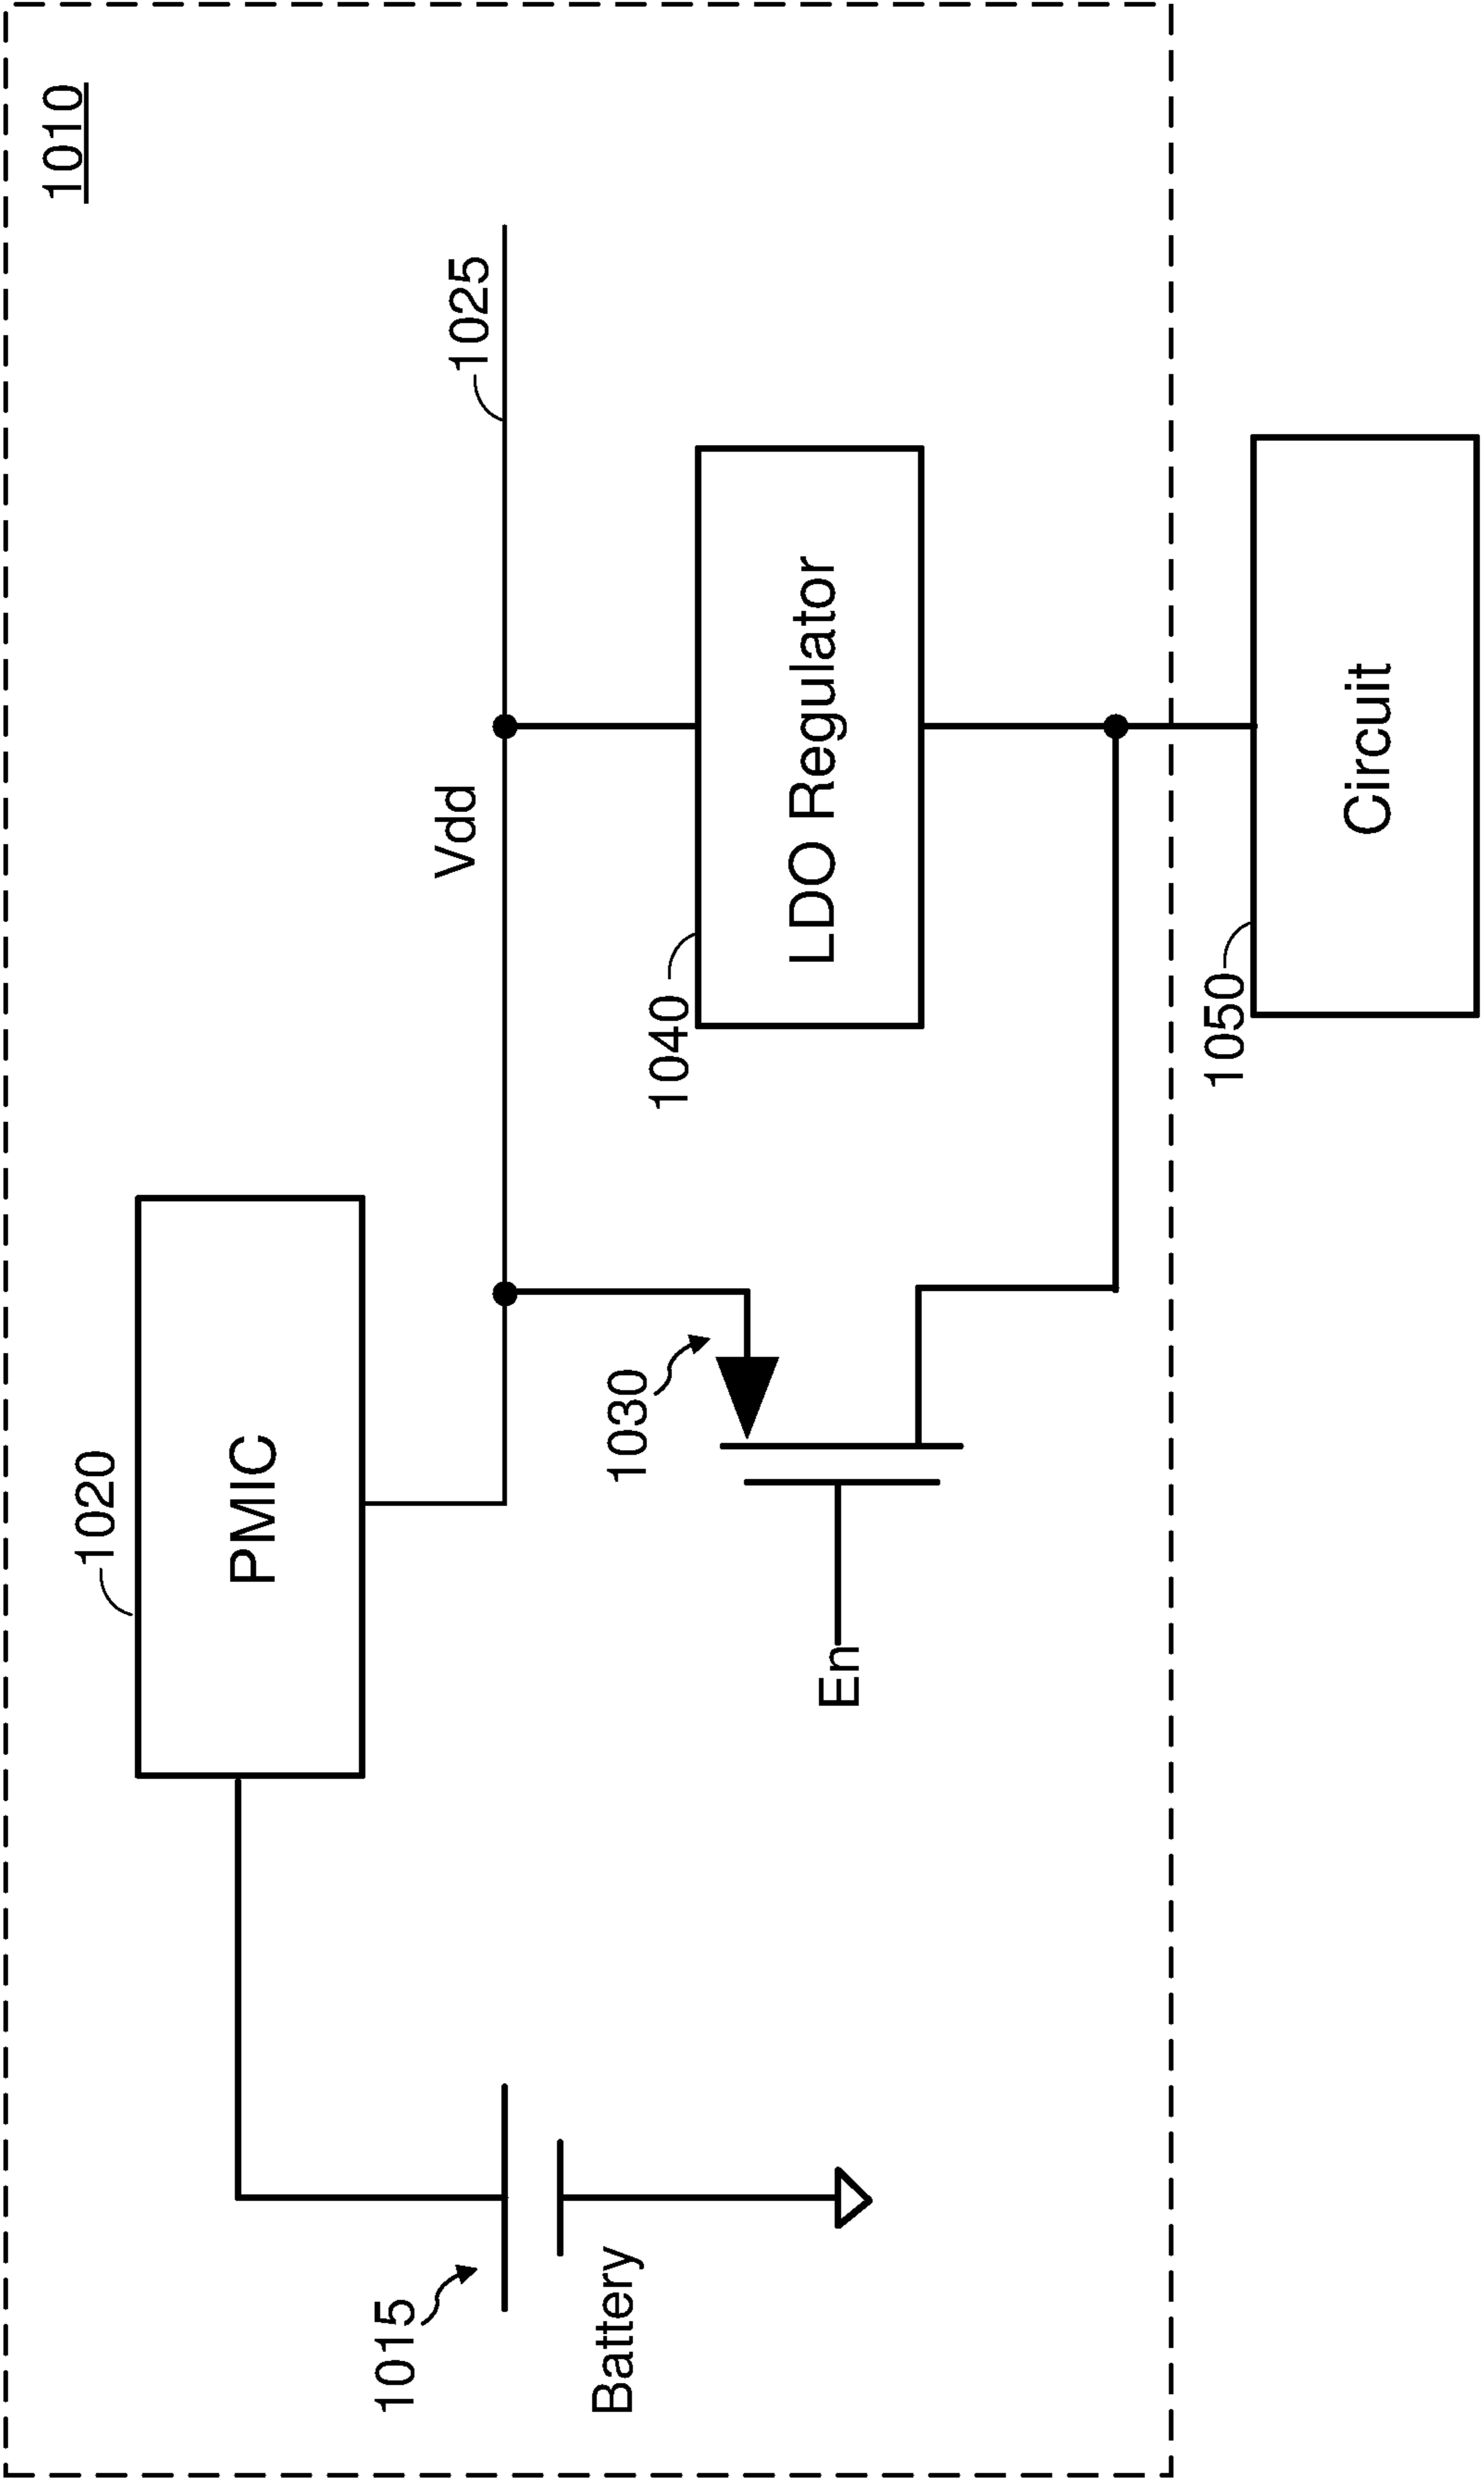 1010
1020
PMIC
1025
Vdd
1015
Battery
1030
En
1040
LDO Regulator
1050
Circuit